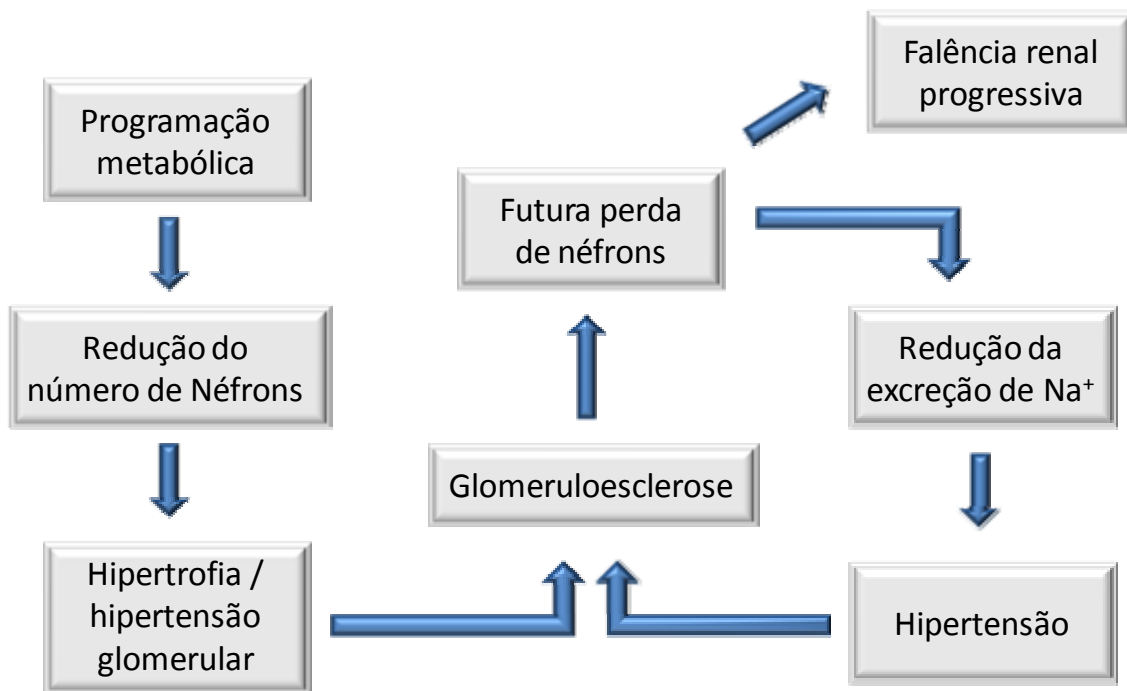 Programação
metabólica
Redução do
número de Néfrons
Hipertrofia /
hipertensão
glomerular
Glomeruloesclerose
Futura perda
de néfrons
Falência renal
progressiva
Redução da
excreção de Na⁺
Hipertensão